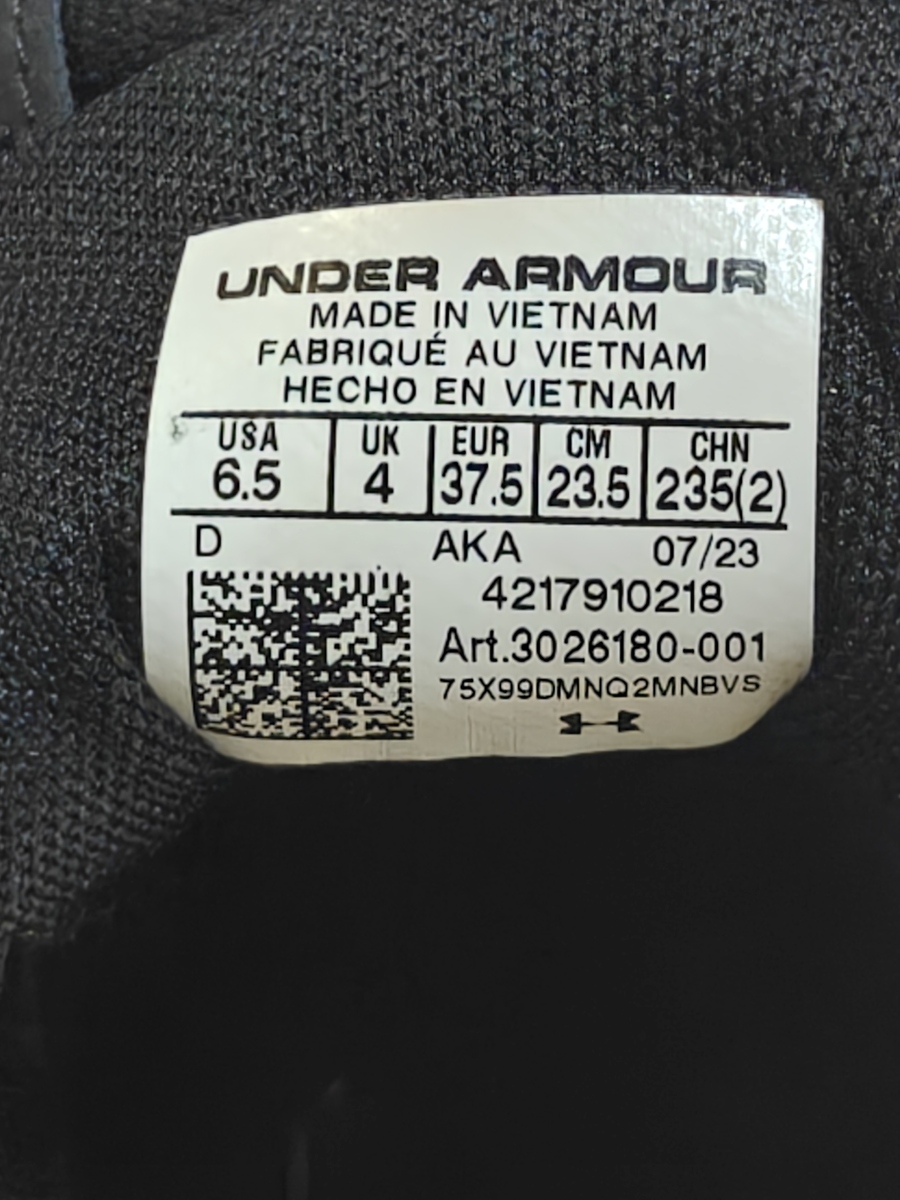 UNDER ARMOUR
MADE IN VIETNAM
FABRIQUÉ AU VIETNAM
HECHO EN VIETNAM
USA UK EUR CM CHN
6.5 4 37.5 23.5 235(2)
D AKA 07/23
4217910218
Art.3026180-001
75X99DMNQ2MNBVS